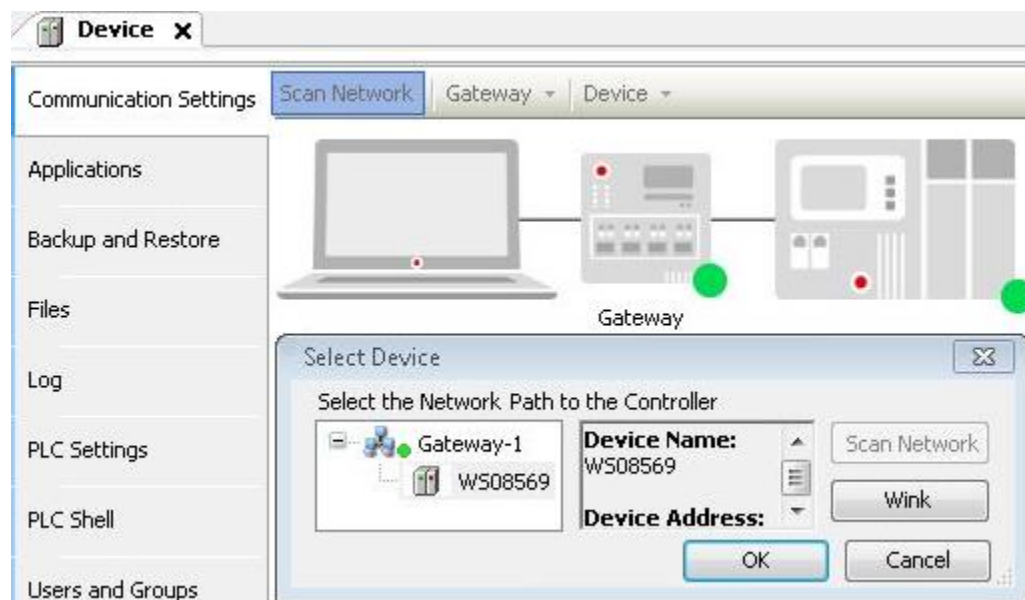 Device
Communication Settings
Scan Network Gateway Device
Applications
Backup and Restore
Files
Log
PLC Settings
PLC Shell
Users and Groups
Gateway
Select Device
Select the Network Path to the Controller
Gateway-1
WS08569
Device Name:
WS08569
Device Address:
Scan Network
Wink
OK Cancel